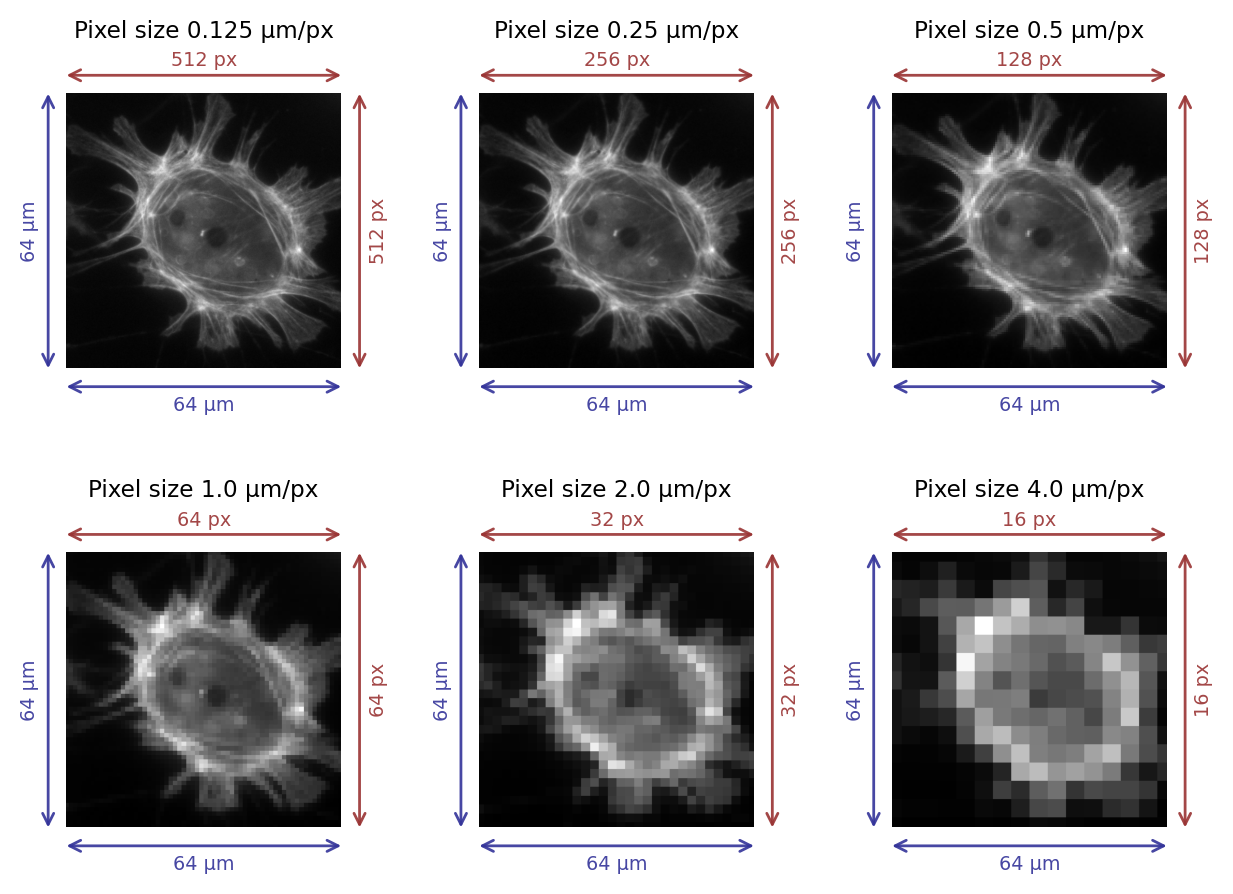 Pixel size 0.125 µm/px
Pixel size 0.25 µm/px
Pixel size 0.5 µm/px
512 px
256 px
128 px
64 µm
512 px
64 µm
256 px
64 µm
128 px
64 µm
64 µm
64 µm
Pixel size 1.0 µm/px
Pixel size 2.0 µm/px
Pixel size 4.0 µm/px
64 px
32 px
16 px
64 µm
64 px
64 µm
32 px
64 µm
16 px
64 µm
64 µm
64 µm